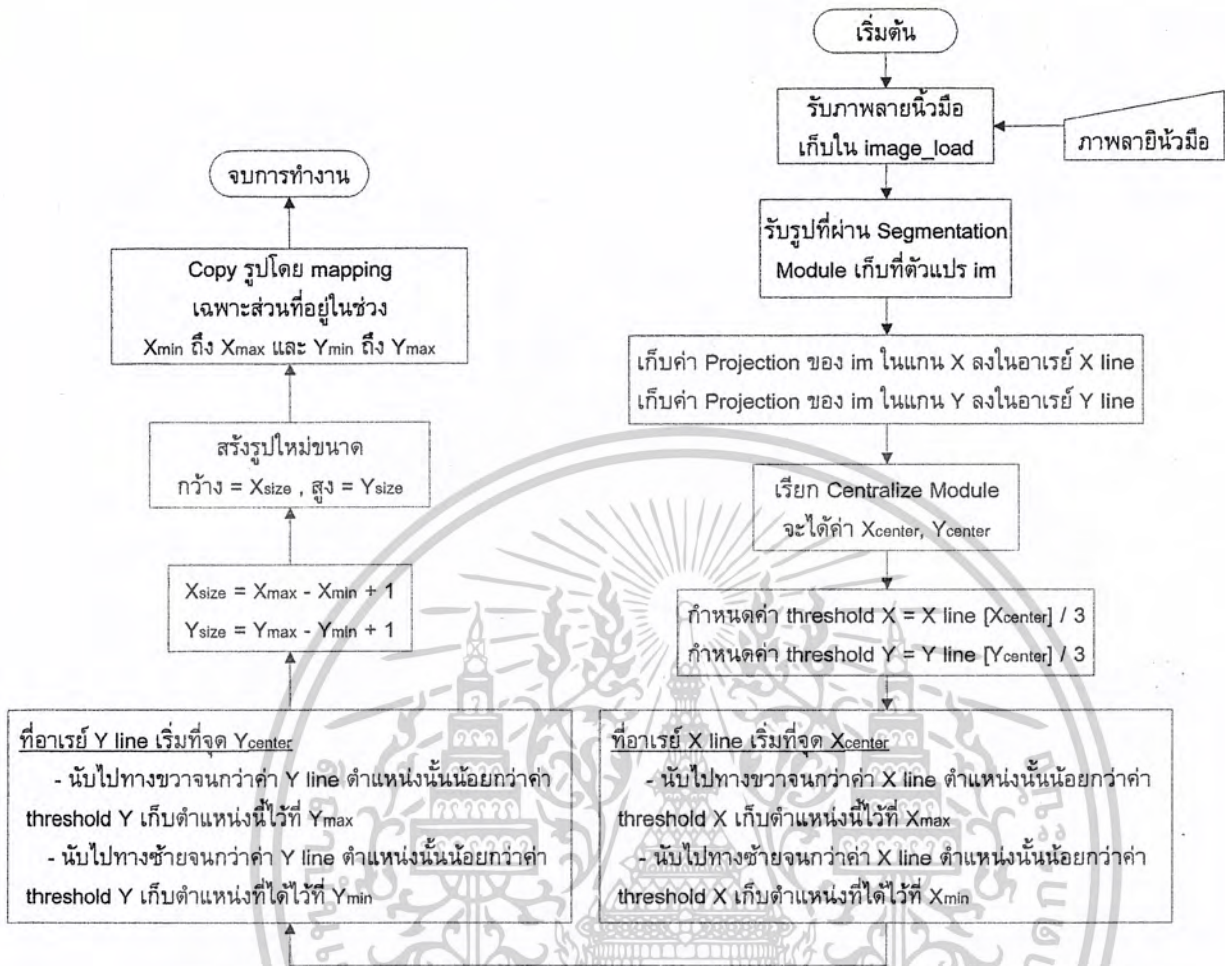 เริ่มต้น
รับภาพลายนิ้วมือ
เก็บใน image_load
ภาพลายินัวมือ
รับรูปที่ผ่าน Segmentation
Module เก็บที่ตัวแปร im
เก็บค่า Projection ของ im ในแกน X ลงในอาเรย์ X line
เก็บค่า Projection ของ im ในแกน Y ลงในอาเรย์ Y line
เรียก Centralize Module
จะได้ค่า Xcenter, Ycenter
กำหนดค่า threshold X = X line [Xcenter] / 3
กำหนดค่า threshold Y = Y line [Ycenter] / 3
ที่อาเรย์ X line เริ่มที่จุด Xcenter
- นับไปทางขวาจนกว่าค่า X line ตำแหน่งนั้นน้อยกว่าค่า
threshold X เก็บตำแหน่งนี้ไว้ที่ Xmax
- นับไปทางซ้ายจนกว่าค่า X line ตำแหน่งนั้นน้อยกว่าค่า
threshold X เก็บตำแหน่งที่ได้ไว้ที่ Xmin
ที่อาเรย์ Y line เริ่มที่จุด Ycenter
- นับไปทางขวาจนกว่าค่า Y line ตำแหน่งนั้นน้อยกว่าค่า
threshold Y เก็บตำแหน่งนี้ไว้ที่ Ymax
- นับไปทางซ้ายจนกว่าค่า Y line ตำแหน่งนั้นน้อยกว่าค่า
threshold Y เก็บตำแหน่งที่ได้ไว้ที่ Ymin
Xsize = Xmax - Xmin + 1
Ysize = Ymax - Ymin + 1
สร้งรูปใหม่ขนาด
กว้าง = Xsize , สูง = Ysize
Copy รูปโดย mapping
เฉพาะส่วนที่อยู่ในช่วง
Xmin ถึง Xmax และ Ymin ถึง Ymax
จบการทำงาน